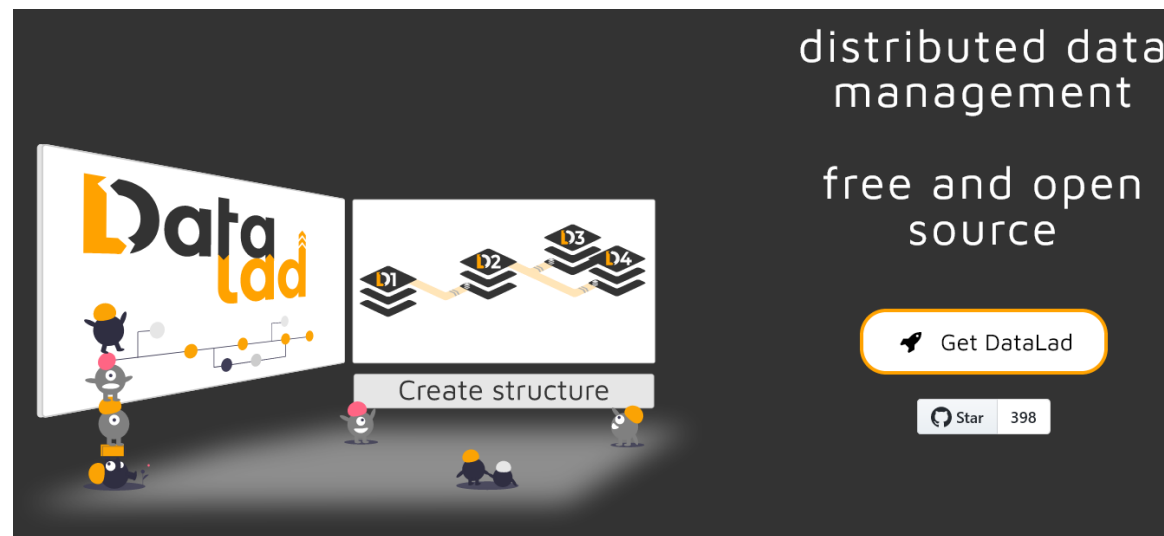 distributed data
management
free and open
source
Data
Lad
D1
D2
D3
D4
Create structure
Get DataLad
Star 398